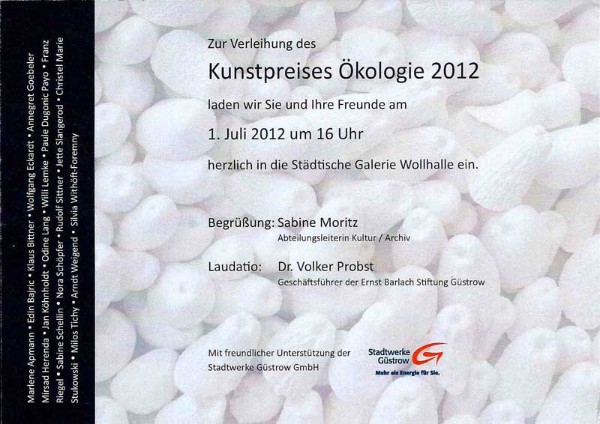 Zur Verleihung des
Kunstpreises Ökologie 2012
laden wir Sie und Ihre Freunde am
1. Juli 2012 um 16 Uhr
herzlich in die Städtische Galerie Wollhalle ein.
Begrüßung: Sabine Moritz
Abteilungsleiterin Kultur / Archiv
Laudatio: Dr. Volker Probst
Geschäftsführer der Ernst Barlach Stiftung Güstrow
Mit freundlicher Unterstützung der
Stadtwerke Güstrow GmbH
Stadtwerke
Güstrow
Mehr als Energie für Sie.
Marlene Apmann • Edin Bajric • Klaus Bittner • Wolfgang Eckardt • Annegret Goebeler
Mirsad Herenda • Jan Köhnholdt • Odine Lang • Willi Lemke • Paule Dugonic Payo • Franz
Riegel • Sabine Schellin • Nora Schöpfer • Rudolf Sittner • Jette Slangerod • Christel Marie
Stukowski • Milos Tichy • Arndt Weigend • Silvia Withöft-Foremny